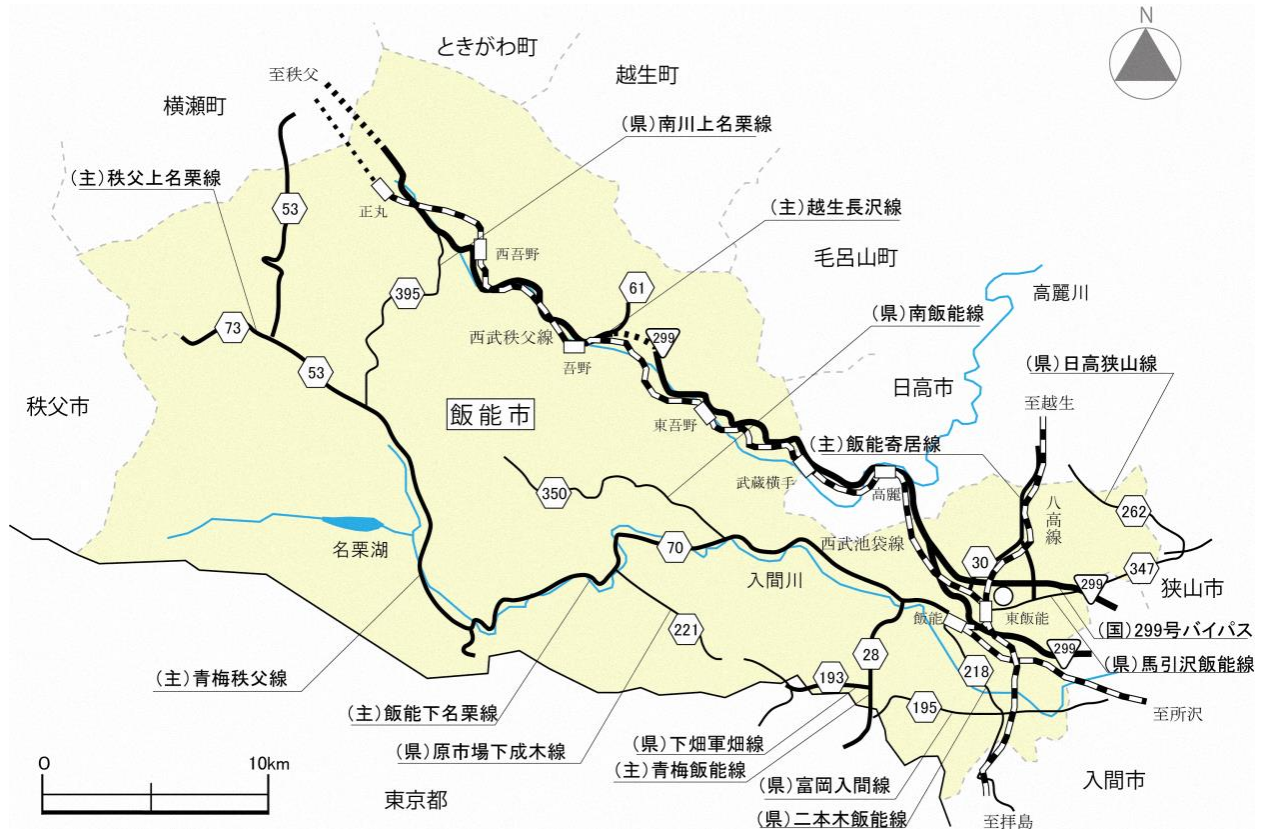 N
ときがわ町
越生町
至秩父
横瀬町
(県)南川上名栗線
(主)秩父上名栗線
53
正丸
(主)越生長沢線
西吾野
毛呂山町
61
395
高麗川
(県)南飯能線
73
西武秩父線
299
吾野
(県)日高狭山線
53
日高市
秩父市
至越生
飯能市
東吾野
(主)飯能寄居線
武蔵横手
高麗
350
八高線
262
名栗湖
70
西武池袋線
入間川
30
347
299
狭山市
飯能
東飯能
(国)299号バイパス
221
28
299
(県)馬引沢飯能線
193
218
(主)青梅秩父線
195
至所沢
(主)飯能下名栗線
(県)原市場下成木線
(県)下畑軍畑線
(主)青梅飯能線
0
10km
(県)富岡入間線
入間市
東京都
(県)二本木飯能線
至拝島